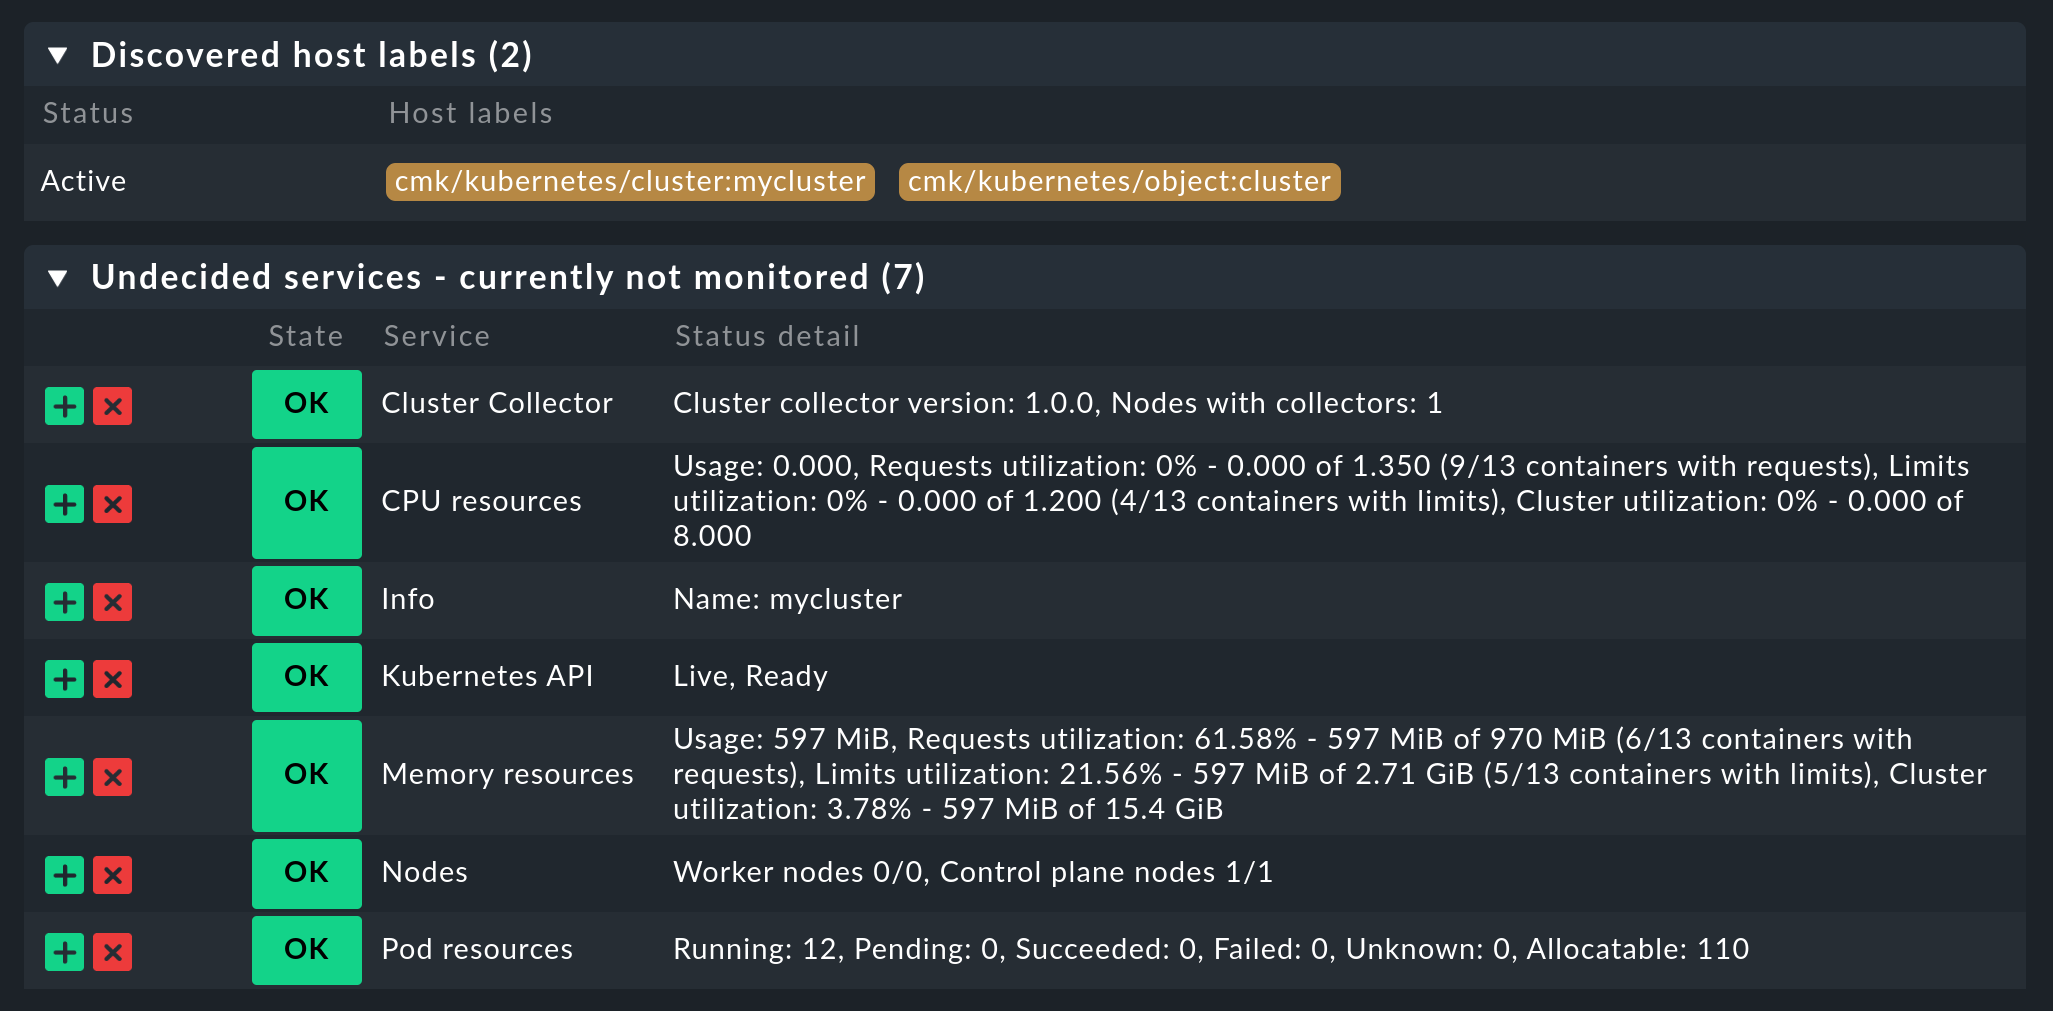 Discovered host labels (2)
Status Host labels
Active cmk/kubernetes/cluster:mycluster cmk/kubernetes/object:cluster
Undecided services - currently not monitored (7)
State Service Status detail
OK Cluster Collector Cluster collector version: 1.0.0, Nodes with collectors: 1
OK CPU resources Usage: 0.000, Requests utilization: 0% - 0.000 of 1.350 (9/13 containers with requests), Limits
utilization: 0% - 0.000 of 1.200 (4/13 containers with limits), Cluster utilization: 0% - 0.000 of
8.000
OK Info Name: mycluster
OK Kubernetes API Live, Ready
OK Memory resources Usage: 597 MiB, Requests utilization: 61.58% - 597 MiB of 970 MiB (6/13 containers with
requests), Limits utilization: 21.56% - 597 MiB of 2.71 GiB (5/13 containers with limits), Cluster
utilization: 3.78% - 597 MiB of 15.4 GiB
OK Nodes Worker nodes 0/0, Control plane nodes 1/1
OK Pod resources Running: 12, Pending: 0, Succeeded: 0, Failed: 0, Unknown: 0, Allocatable: 110